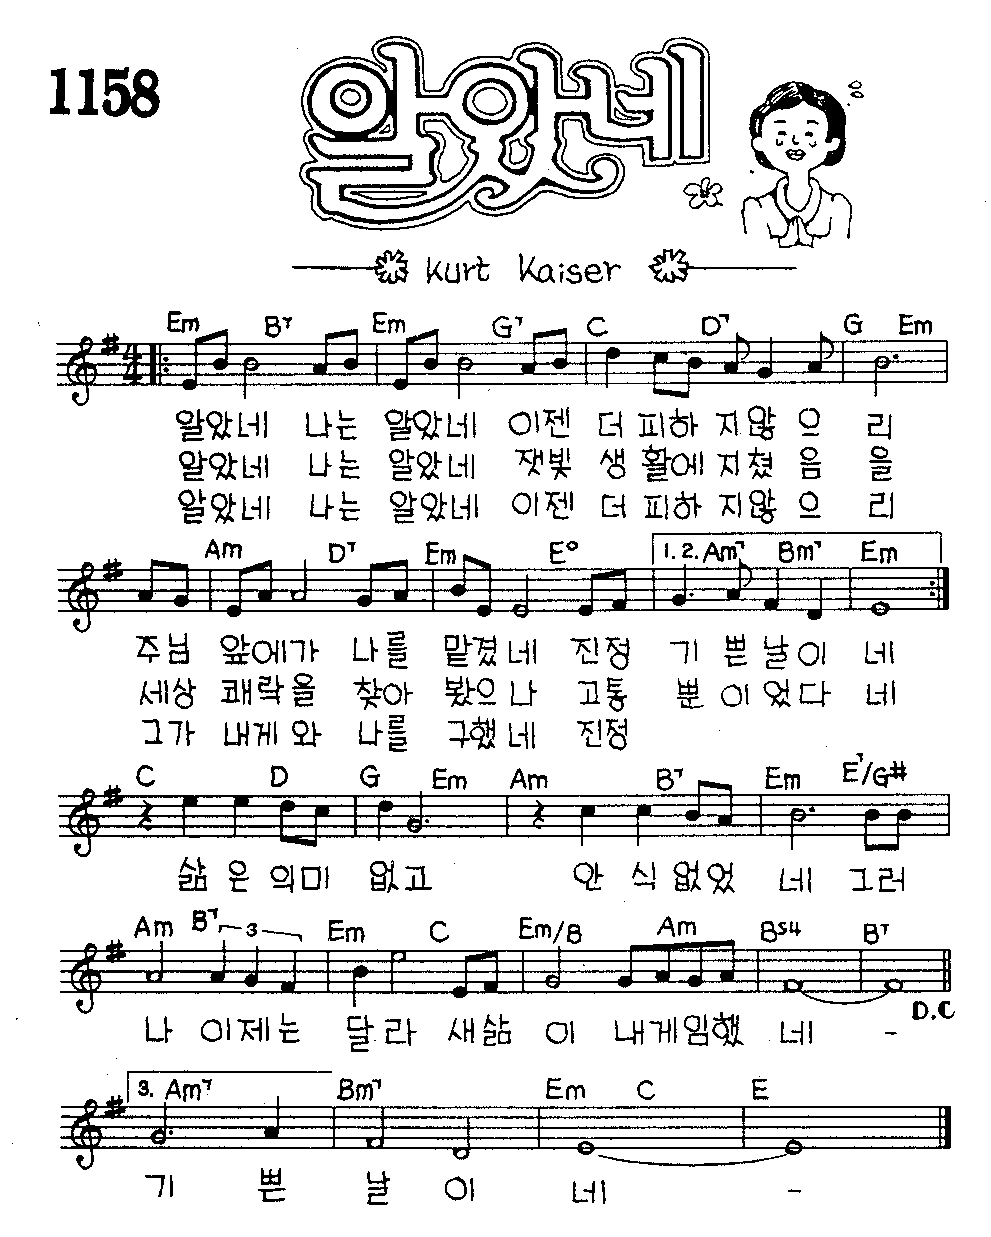 1158
알았네
Kurt Kaiser
Em B7 Em G7 C D7 G Em
알았네 나는 알았네 이젠 더 피하 지않 으 리
알았네 나는 알았네 잿빛 생 활에 지쳤 음 을
알았네 나는 알았네 이젠 더 피하 지않 으 리
Am D7 Em E° 1. 2. Am7 Bm7 Em
주님 앞에가 나를 맡겼네 진정 기 쁜날이 네
세상 쾌락을 찾아 봤으나 고통 뿐이었다 네
그가 내게와 나를 구했네 진정
C D G Em Am B7 Em E7/G#
삶은 의미 없고 안 식없었 네 그러
Am B7 3 Em C Em/B Am BS4 B7
나 이제는 달라 새삶 이 내게임했 네 -
D.C
3. Am7 Bm7 Em C E
기 쁜 날 이 네 -